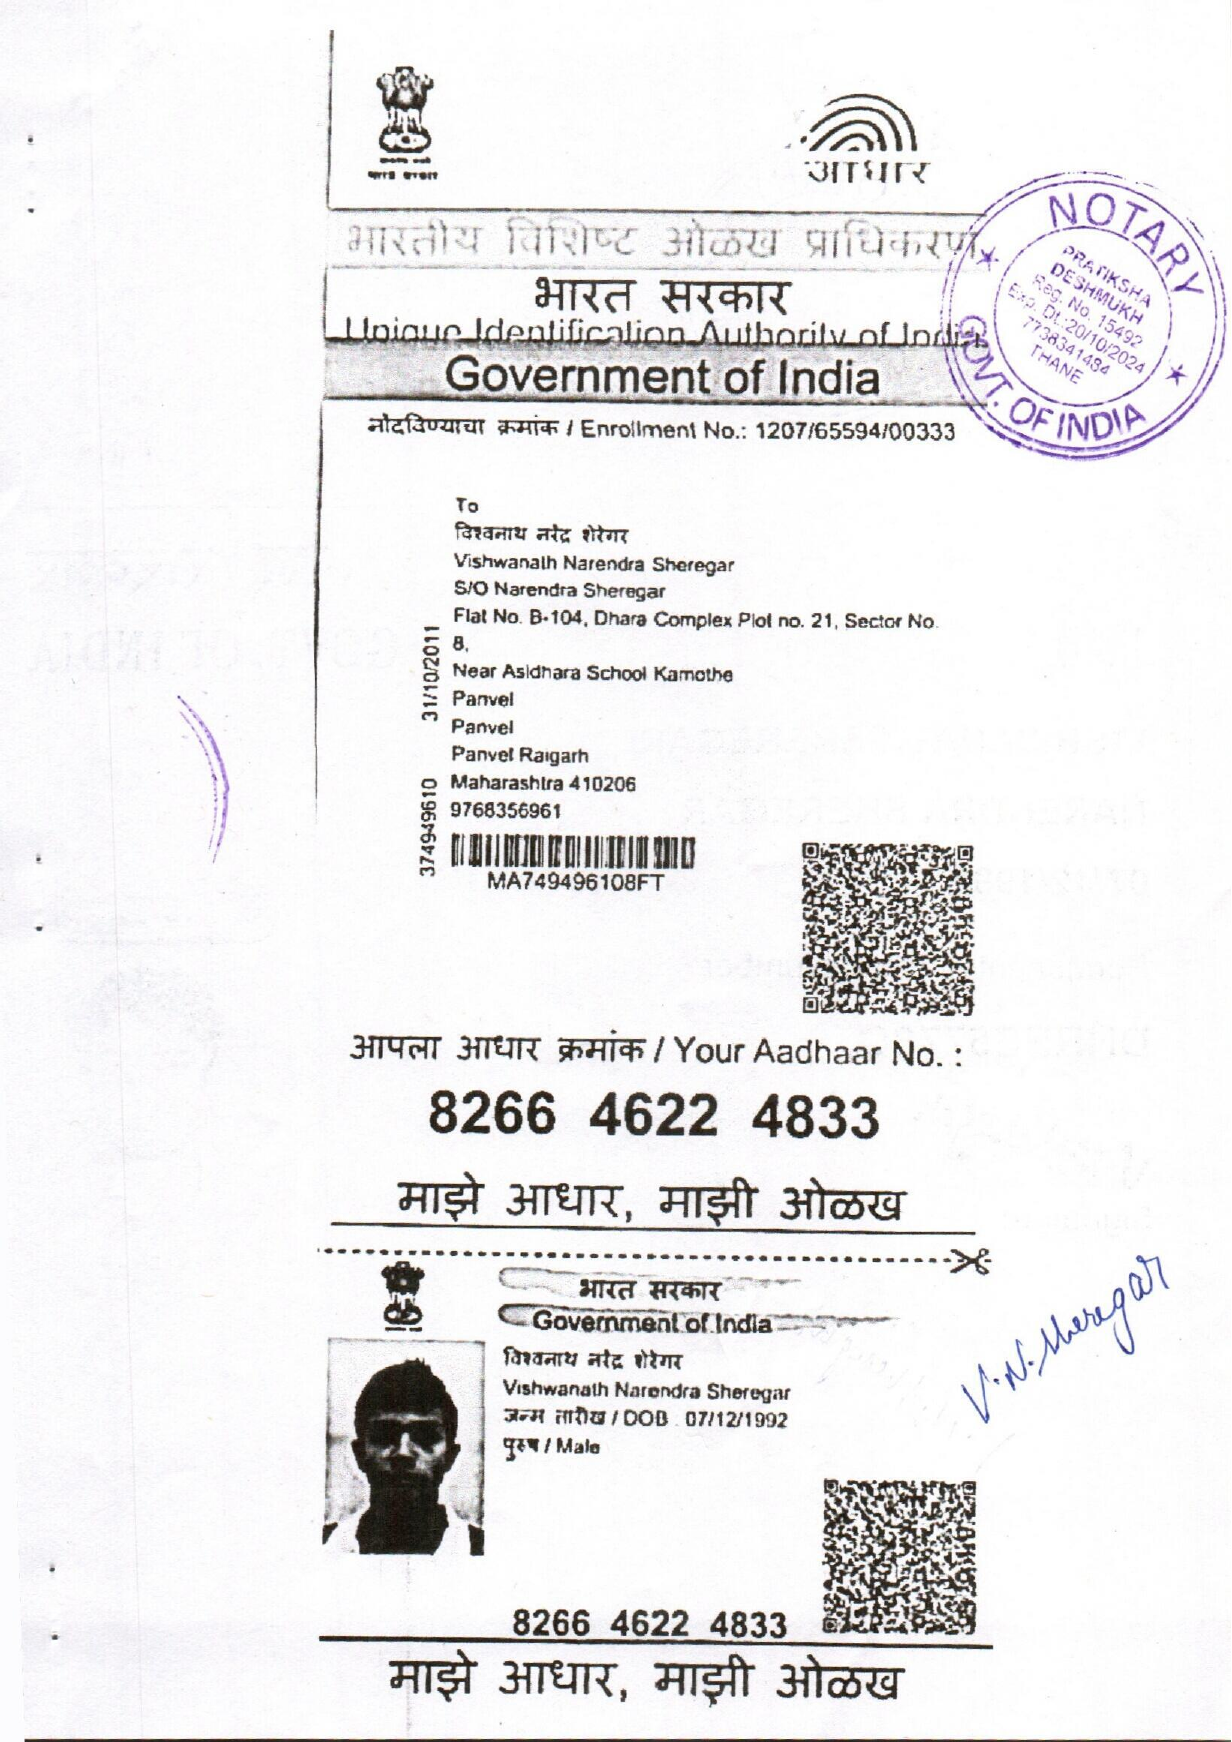 आधार
भारतीय विशिष्ट ओळख प्राधिकरण
भारत सरकार
Unique Identification Authority of India
Government of India
नोंदविण्याचा क्रमांक / Enrollment No.: 1207/65594/00333
NOTARY
PRATIKSHA
DESHMUKH
Reg. No. 15492
Exp. Dt.:20/10/2024
7738341484
THANE
GOVT. OF INDIA
To
विश्वनाथ नरेंद्र शेरेगर
Vishwanath Narendra Sheregar
S/O Narendra Sheregar
Flat No. B-104, Dhara Complex Plot no. 21, Sector No.
8,
Near Asidhara School Kamothe
Panvel
Panvel
Panvel Raigarh
Maharashtra 410206
9768356961
31/10/2011
374949610
MA749496108FT
आपला आधार क्रमांक / Your Aadhaar No. :
8266 4622 4833
माझे आधार, माझी ओळख
भारत सरकार
Government of India
विश्वनाथ नरेंद्र शेरेगर
Vishwanath Narendra Sheregar
जन्म तारीख / DOB : 07/12/1992
पुरुष / Male
V.N.Sheregar
8266 4622 4833
माझे आधार, माझी ओळख